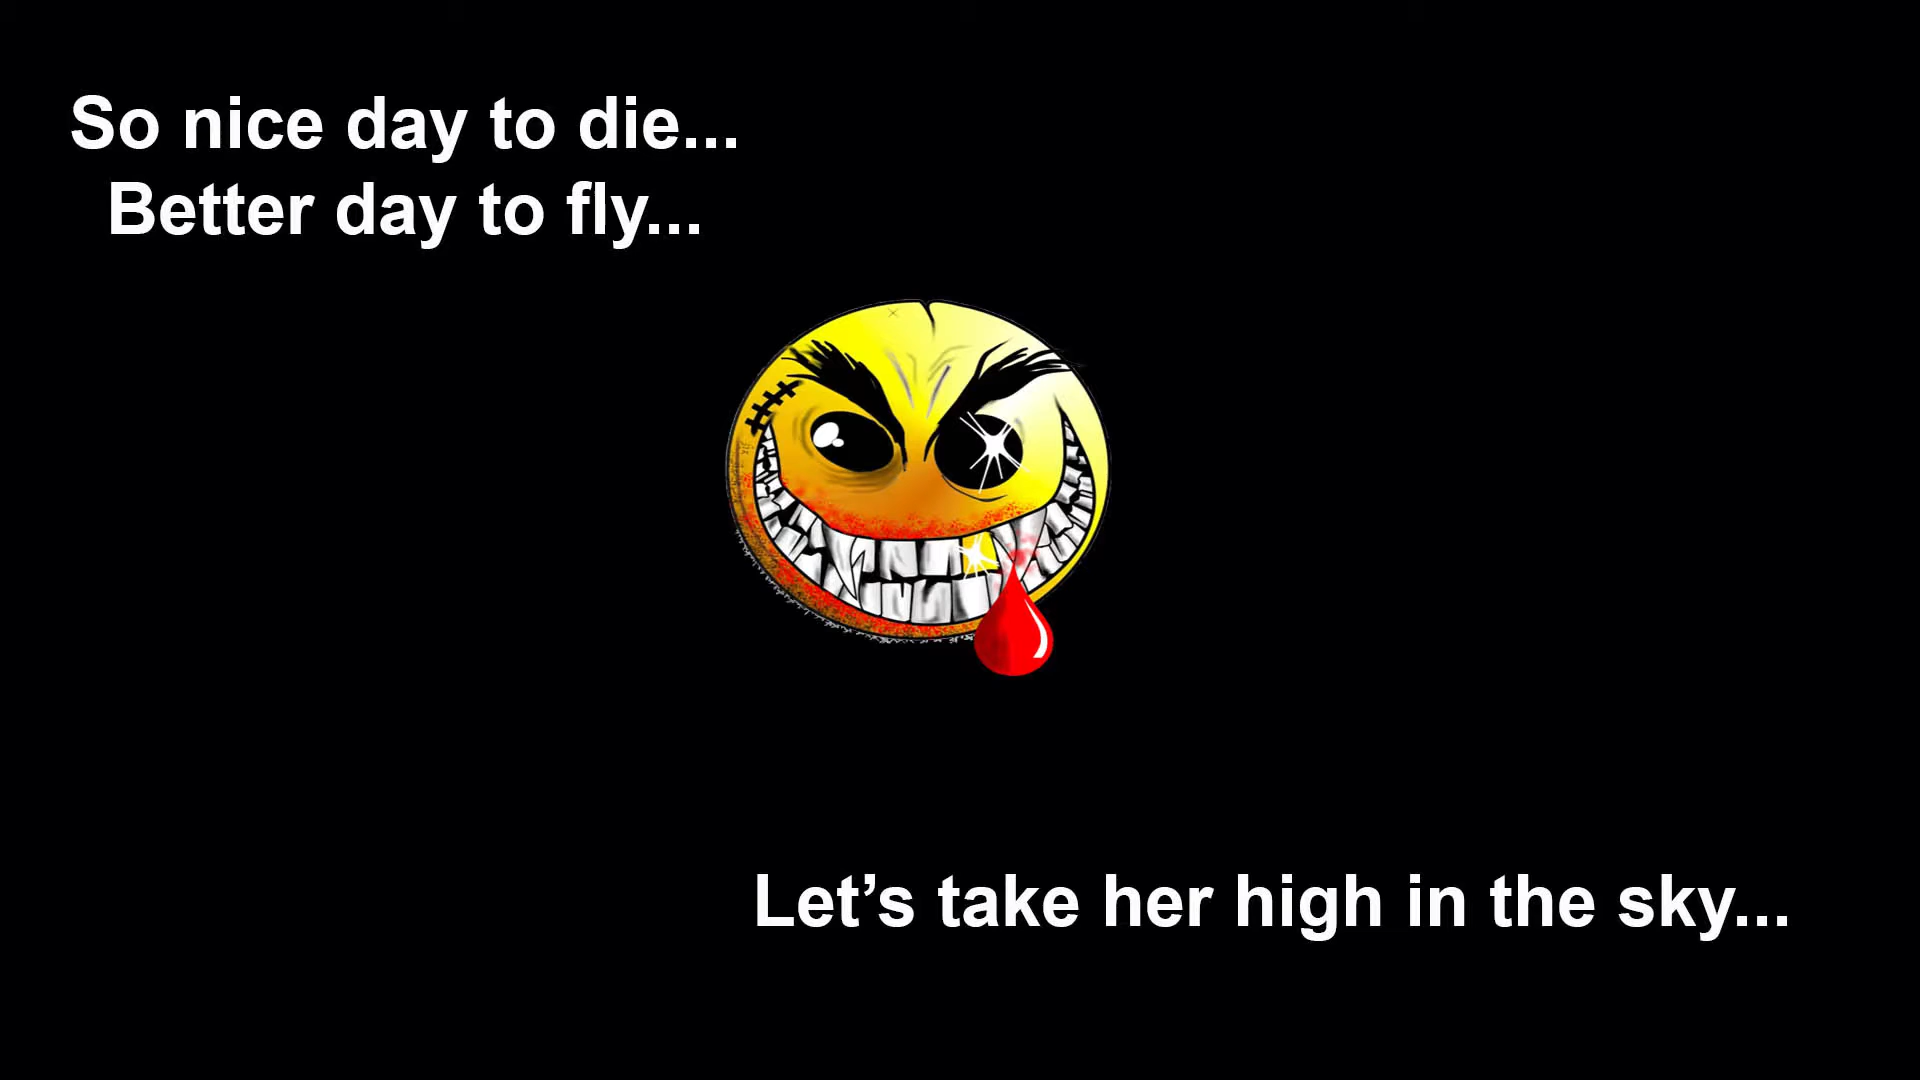 So nice day to die...
Better day to fly...
Let’s take her high in the sky...